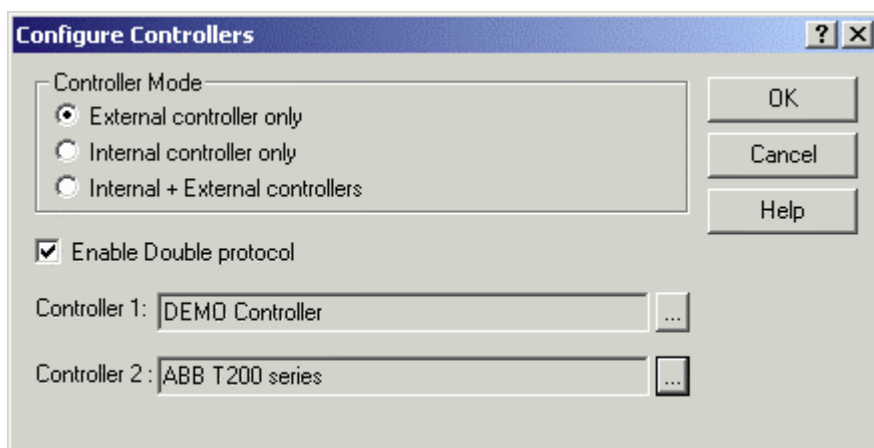 Configure Controllers
Controller Mode
External controller only
Internal controller only
Internal + External controllers
OK
Cancel
Help
Enable Double protocol
Controller 1: DEMO Controller ...
Controller 2 : ABB T200 series ...